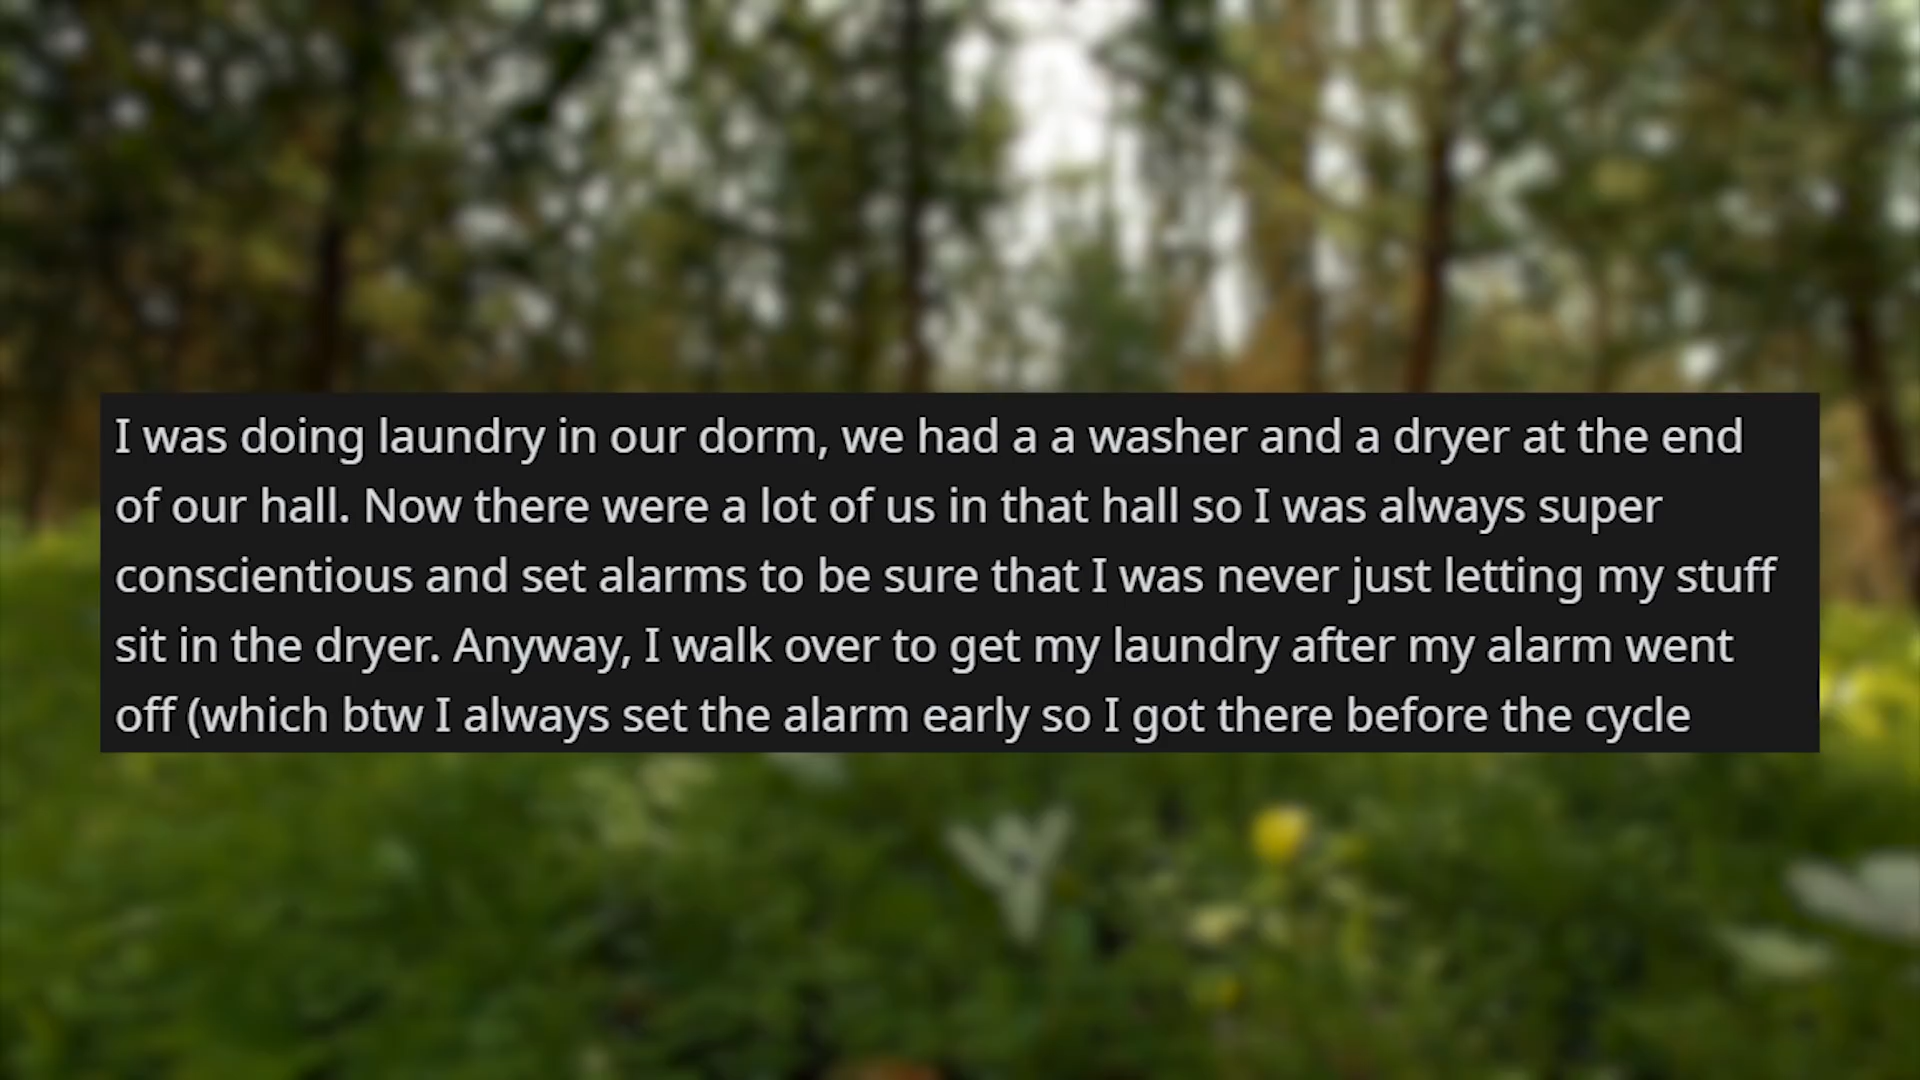 I was doing laundry in our dorm, we had a a washer and a dryer at the end
of our hall. Now there were a lot of us in that hall so I was always super
conscientious and set alarms to be sure that I was never just letting my stuff
sit in the dryer. Anyway, I walk over to get my laundry after my alarm went
off (which btw I always set the alarm early so I got there before the cycle